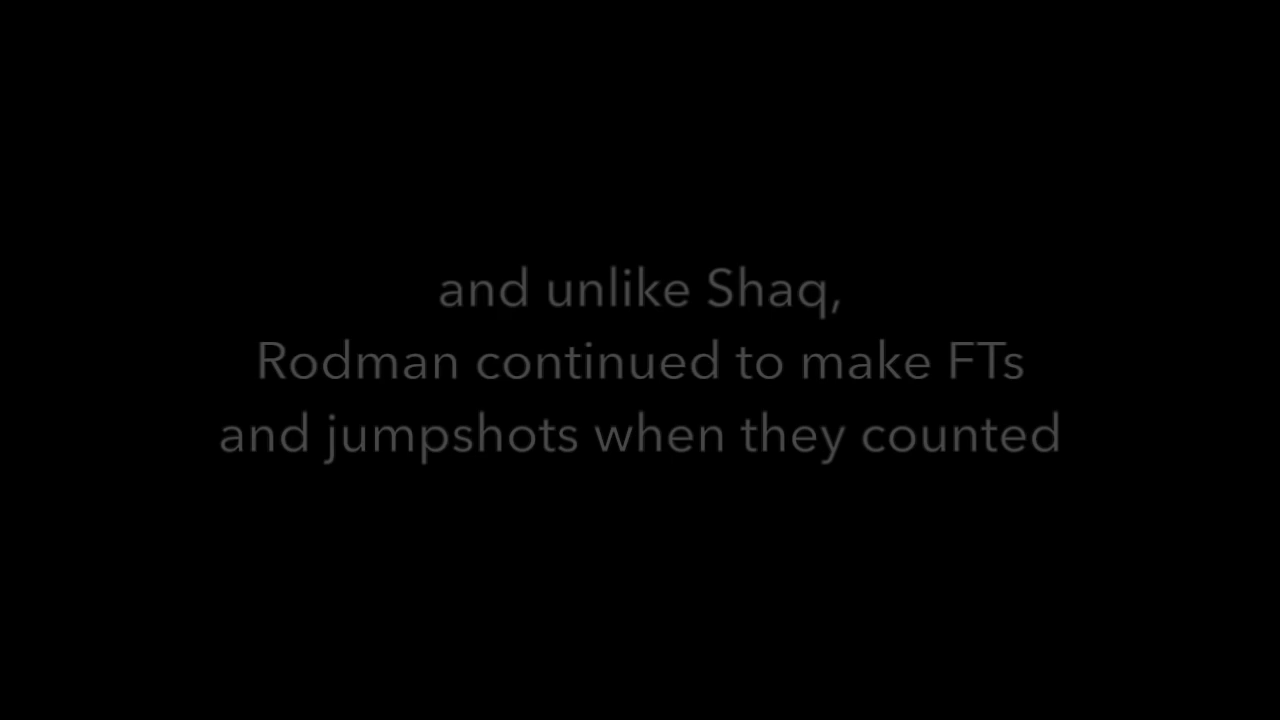 and unlike Shaq,
Rodman continued to make FTs
and jumpshots when they counted